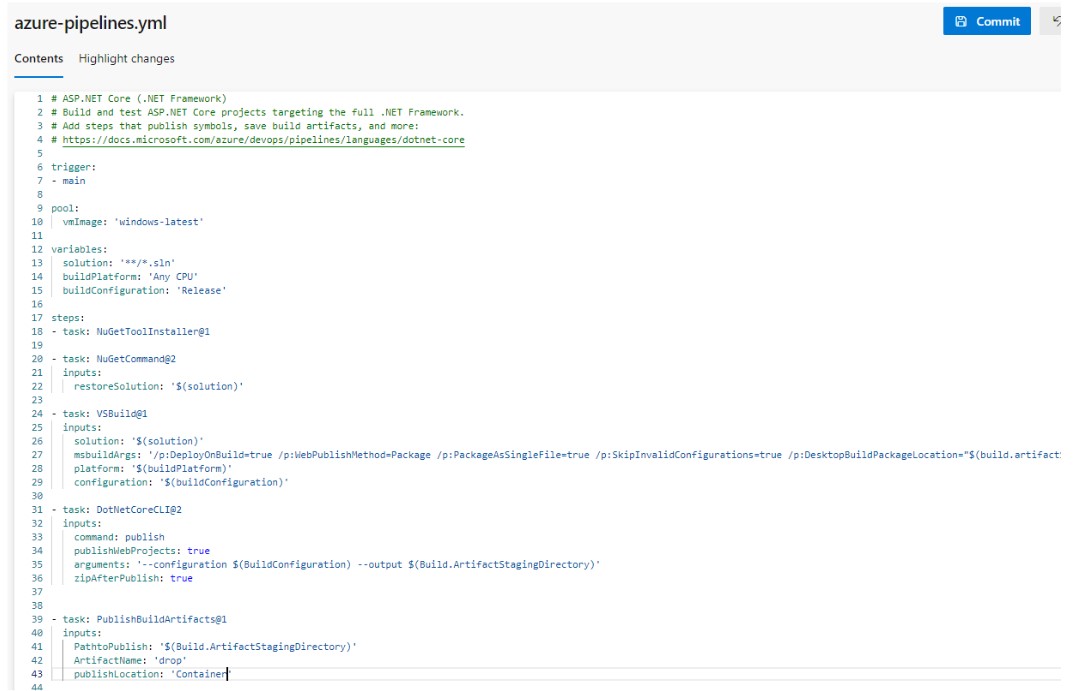 azure-pipelines.yml
Commit
Contents Highlight changes
1 # ASP.NET Core (.NET Framework)
2 # Build and test ASP.NET Core projects targeting the full .NET Framework.
3 # Add steps that publish symbols, save build artifacts, and more:
4 # https://docs.microsoft.com/azure/devops/pipelines/languages/dotnet-core
5
6 trigger:
7 - main
8
9 pool:
10   vmImage: 'windows-latest'
11
12 variables:
13   solution: '**/*.sln'
14   buildPlatform: 'Any CPU'
15   buildConfiguration: 'Release'
16
17 steps:
18 - task: NuGetToolInstaller@1
19
20 - task: NuGetCommand@2
21   inputs:
22     restoreSolution: '$(solution)'
23
24 - task: VSBuild@1
25   inputs:
26     solution: '$(solution)'
27     msbuildArgs: '/p:DeployOnBuild=true /p:WebPublishMethod=Package /p:PackageAsSingleFile=true /p:SkipInvalidConfigurations=true /p:DesktopBuildPackageLocation="$(build.artifact
28     platform: '$(buildPlatform)'
29     configuration: '$(buildConfiguration)'
30
31 - task: DotNetCoreCLI@2
32   inputs:
33     command: publish
34     publishWebProjects: true
35     arguments: '--configuration $(BuildConfiguration) --output $(Build.ArtifactStagingDirectory)'
36     zipAfterPublish: true
37
38
39 - task: PublishBuildArtifacts@1
40   inputs:
41     PathtoPublish: '$(Build.ArtifactStagingDirectory)'
42     ArtifactName: 'drop'
43     publishLocation: 'Container'
44